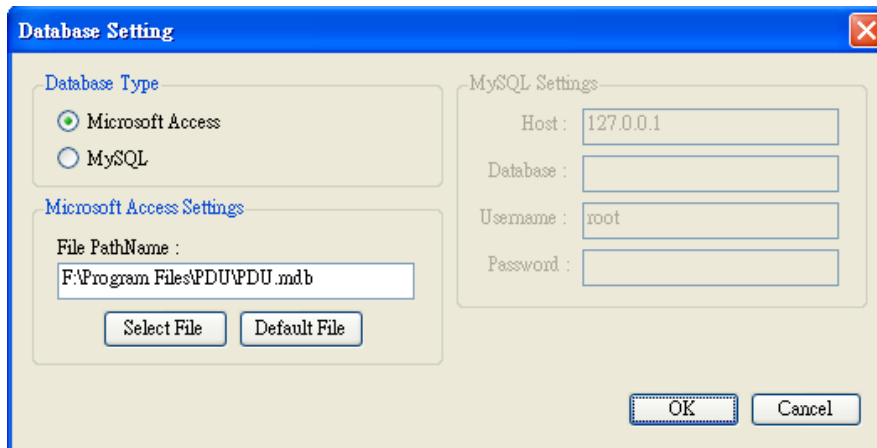 Database Setting
Database Type
Microsoft Access
MySQL
Microsoft Access Settings
File PathName :
F:\Program Files\PDU\PDU.mdb
Select File
Default File
MySQL Settings
Host : 127.0.0.1
Database :
Username : root
Password :
OK
Cancel